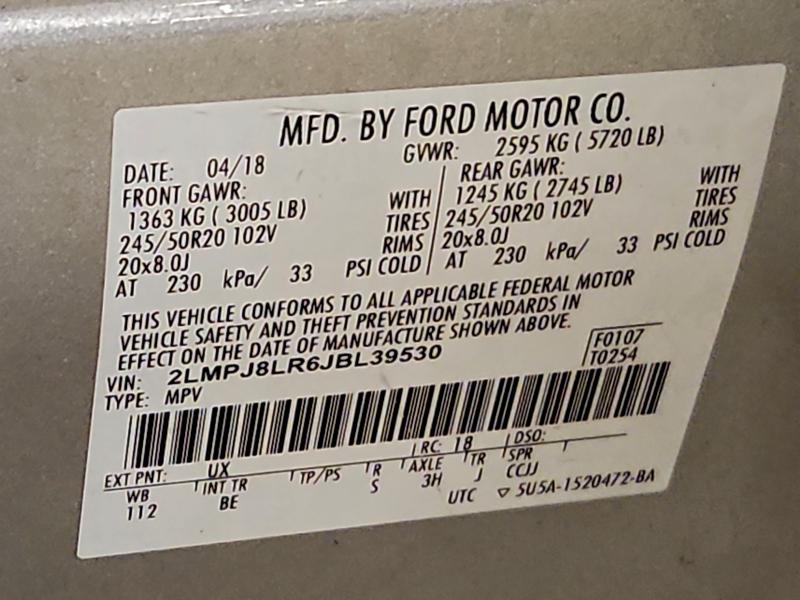 MFD. BY FORD MOTOR CO.
DATE: 04/18 GVWR: 2595 KG ( 5720 LB)
FRONT GAWR: REAR GAWR:
1363 KG ( 3005 LB) WITH 1245 KG ( 2745 LB) WITH
245/50R20 102V TIRES 245/50R20 102V TIRES
20x8.0J RIMS 20x8.0J RIMS
AT 230 kPa/ 33 PSI COLD AT 230 kPa/ 33 PSI COLD
THIS VEHICLE CONFORMS TO ALL APPLICABLE FEDERAL MOTOR
VEHICLE SAFETY AND THEFT PREVENTION STANDARDS IN
EFFECT ON THE DATE OF MANUFACTURE SHOWN ABOVE.
VIN: 2LMPJ8LR6JBL39530 F0107
TYPE: MPV T0254
EXT PNT: UX RC: 18 DSO:
WB INT TR TP/PS R AXLE TR SPR
112 BE S 3H J CCJJ
UTC ▽ 5U5A-1520472-BA